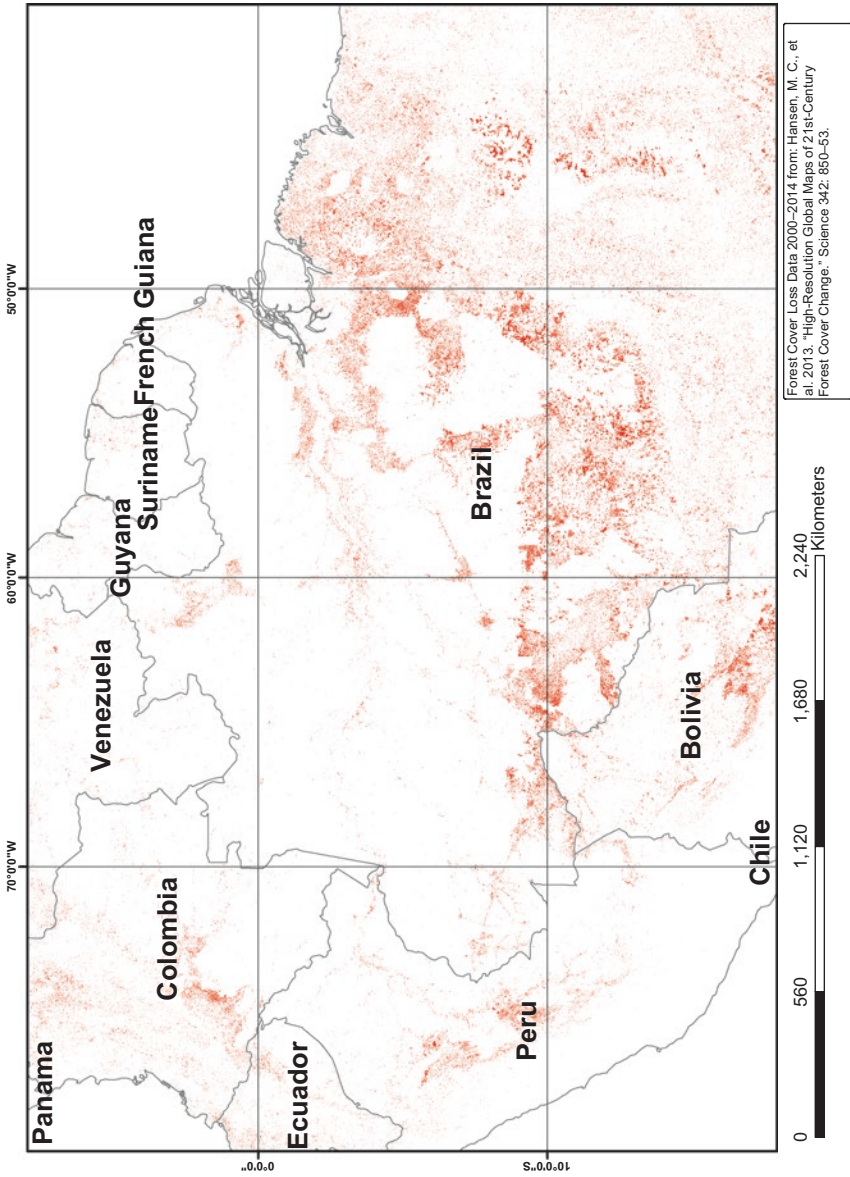 70°0'0"W
60°0'0"W
50°0'0"W
Panama
Venezuela
Guyana
Suriname
French Guiana
Colombia
0°0'0"
Ecuador
Brazil
Peru
10°0'0"S
Bolivia
Chile
0 560 1,120 1,680 2,240
Kilometers
Forest Cover Loss Data 2000–2014 from: Hansen, M. C., et
al. 2013. "High-Resolution Global Maps of 21st-Century
Forest Cover Change." Science 342: 850–53.